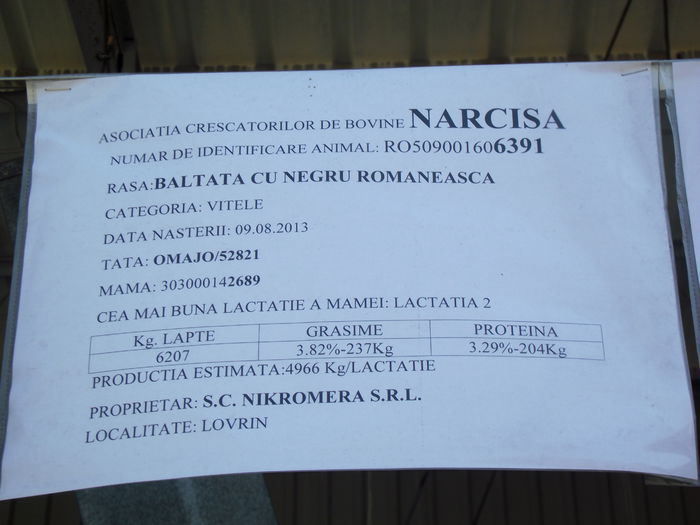 ASOCIATIA CRESCATORILOR DE BOVINE NARCISA
NUMAR DE IDENTIFICARE ANIMAL: RO509001606391
RASA:BALTATA CU NEGRU ROMANEASCA
CATEGORIA: VITELE
DATA NASTERII: 09.08.2013
TATA: OMAJO/52821
MAMA: 303000142689
CEA MAI BUNA LACTATIE A MAMEI: LACTATIA 2
Kg. LAPTE GRASIME PROTEINA
6207 3.82%-237Kg 3.29%-204Kg
PRODUCTIA ESTIMATA:4966 Kg/LACTATIE
PROPRIETAR: S.C. NIKROMERA S.R.L.
LOCALITATE: LOVRIN